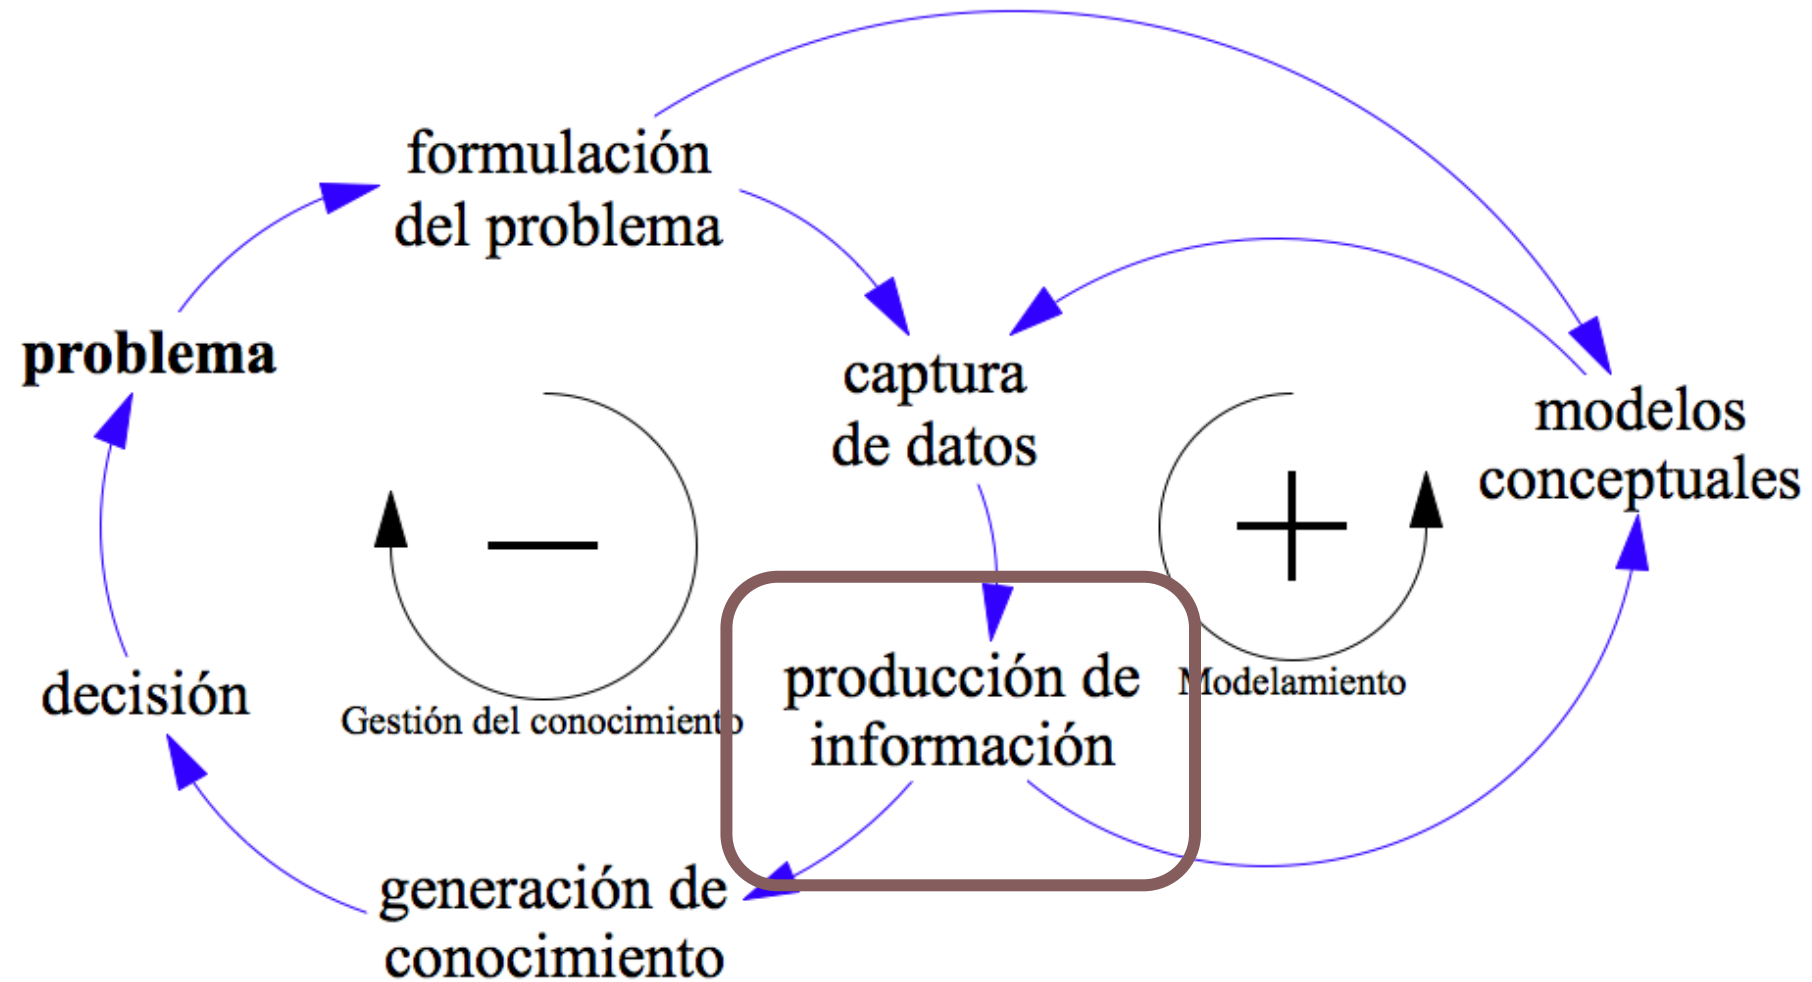 formulación
del problema
problema
captura
de datos
modelos
conceptuales
decisión
Gestión del conocimiento
producción de
información
Modelamiento
generación de
conocimiento